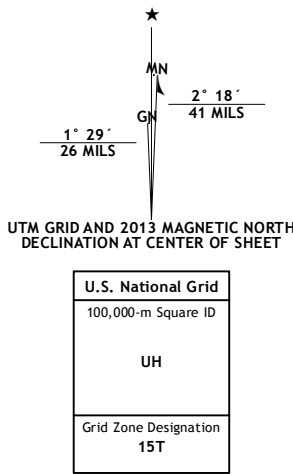 ★
MN
GN
2° 18´
41 MILS
1° 29´
26 MILS
UTM GRID AND 2013 MAGNETIC NORTH
DECLINATION AT CENTER OF SHEET
U.S. National Grid
100,000-m Square ID
UH
Grid Zone Designation
15T